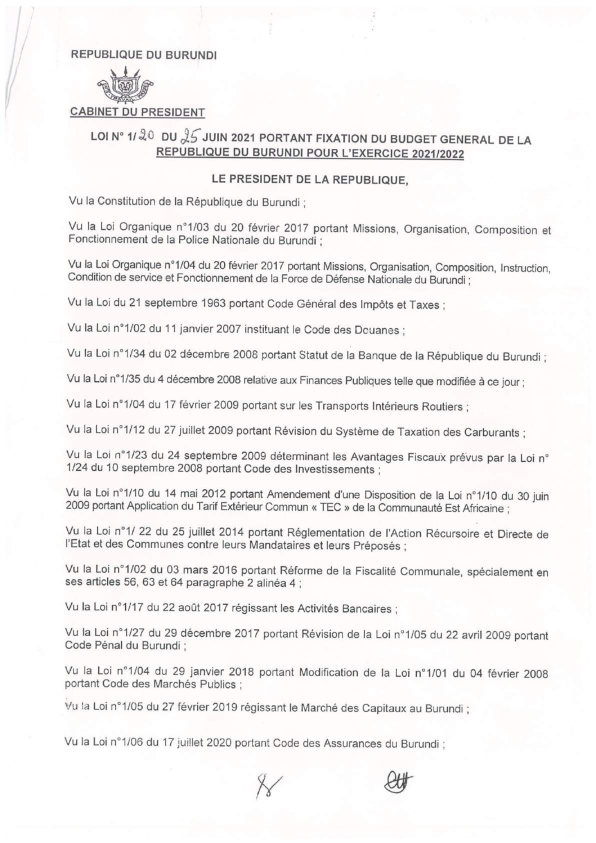 REPUBLIQUE DU BURUNDI
CABINET DU PRESIDENT
LOI N° 1/20 DU 25 JUIN 2021 PORTANT FIXATION DU BUDGET GENERAL DE LA
REPUBLIQUE DU BURUNDI POUR L'EXERCICE 2021/2022
LE PRESIDENT DE LA REPUBLIQUE,
Vu la Constitution de la République du Burundi ;
Vu la Loi Organique n°1/03 du 20 février 2017 portant Missions, Organisation, Composition et
Fonctionnement de la Police Nationale du Burundi ;
Vu la Loi Organique n°1/04 du 20 février 2017 portant Missions, Organisation, Composition, Instruction,
Condition de service et Fonctionnement de la Force de Défense Nationale du Burundi ;
Vu la Loi du 21 septembre 1963 portant Code Général des Impôts et Taxes ;
Vu la Loi n°1/02 du 11 janvier 2007 instituant le Code des Douanes ;
Vu la Loi n°1/34 du 02 décembre 2008 portant Statut de la Banque de la République du Burundi ;
Vu la Loi n°1/35 du 4 décembre 2008 relative aux Finances Publiques telle que modifiée à ce jour ;
Vu la Loi n°1/04 du 17 février 2009 portant sur les Transports Intérieurs Routiers ;
Vu la Loi n°1/12 du 27 juillet 2009 portant Révision du Système de Taxation des Carburants ;
Vu la Loi n°1/23 du 24 septembre 2009 déterminant les Avantages Fiscaux prévus par la Loi n°
1/24 du 10 septembre 2008 portant Code des Investissements ;
Vu la Loi n°1/10 du 14 mai 2012 portant Amendement d'une Disposition de la Loi n°1/10 du 30 juin
2009 portant Application du Tarif Extérieur Commun « TEC » de la Communauté Est Africaine ;
Vu la Loi n°1/ 22 du 25 juillet 2014 portant Réglementation de l'Action Récursoire et Directe de
l'Etat et des Communes contre leurs Mandataires et leurs Préposés ;
Vu la Loi n°1/02 du 03 mars 2016 portant Réforme de la Fiscalité Communale, spécialement en
ses articles 56, 63 et 64 paragraphe 2 alinéa 4 ;
Vu la Loi n°1/17 du 22 août 2017 régissant les Activités Bancaires ;
Vu la Loi n°1/27 du 29 décembre 2017 portant Révision de la Loi n°1/05 du 22 avril 2009 portant
Code Pénal du Burundi ;
Vu la Loi n°1/04 du 29 janvier 2018 portant Modification de la Loi n°1/01 du 04 février 2008
portant Code des Marchés Publics ;
Vu la Loi n°1/05 du 27 février 2019 régissant le Marché des Capitaux au Burundi ;
Vu la Loi n°1/06 du 17 juillet 2020 portant Code des Assurances du Burundi ;